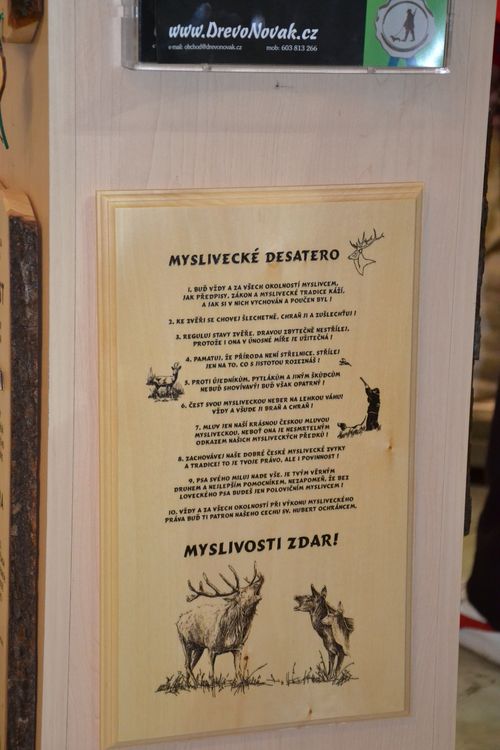 www.DrevoNovak.cz
e-mail: obchod@drevonovak.cz mob: 603 813 266
MYSLIVECKÉ DESATERO
1. BUĎ VŽDY A ZA VŠECH OKOLNOSTÍ MYSLIVCEM,
JAK PŘEDPISY, ZÁKON A MYSLIVECKÉ TRADICE KÁŽÍ,
A JAK SI V NICH VYCHOVÁN A POUČEN BYL !
2. KE ZVĚŘI SE CHOVEJ ŠLECHETNĚ, CHRAŇ JI A ZUŠLECHŤUJ !
3. REGULUJ STAVY ZVĚŘE. DRAVOU ZBYTEČNĚ NESTŘÍLEJ,
PROTOŽE I ONA V ÚNOSNÉ MÍŘE JE UŽITEČNÁ !
4. PAMATUJ, ŽE PŘÍRODA NENÍ STŘELNICE. STŘÍLEJ
JEN NA TO, CO S JISTOTOU ROZEZNÁŠ !
5. PROTI ÚJEDNÍKŮM, PYTLÁKŮM A JINÝM ŠKŮDCŮM
NEBUĎ SHOVÍVAVÝ! BUĎ VŠAK OPATRNÝ !
6. ČEST SVOU MYSLIVECKOU NEBER NA LEHKOU VÁHU!
VŽDY A VŠUDE JI BRAŇ A CHRAŇ !
7. MLUV JEN NAŠÍ KRÁSNOU ČESKOU MLUVOU
MYSLIVECKOU, NEBOŤ ONA JE NESMRTELNÝM
ODKAZEM NAŠICH MYSLIVECKÝCH PŘEDKŮ !
8. ZACHOVÁVEJ NAŠE DOBRÉ ČESKÉ MYSLIVECKÉ ZVYKY
A TRADICE! TO JE TVOJE PRÁVO, ALE I POVINNOST !
9. PSA SVÉHO MILUJ NADE VŠE. JE TVÝM VĚRNÝM
DRUHEM A NEJLEPŠÍM POMOCNÍKEM. NEZAPOMEŇ, ŽE BEZ
LOVECKÉHO PSA BUDEŠ JEN POLOVIČNÍM MYSLIVCEM !
10. VŽDY A ZA VŠECH OKOLNOSTÍ PŘI VÝKONU MYSLIVECKÉHO
PRÁVA BUĎ TI PATRON NAŠEHO CECHU SV. HUBERT OCHRÁNCEM.
MYSLIVOSTI ZDAR!